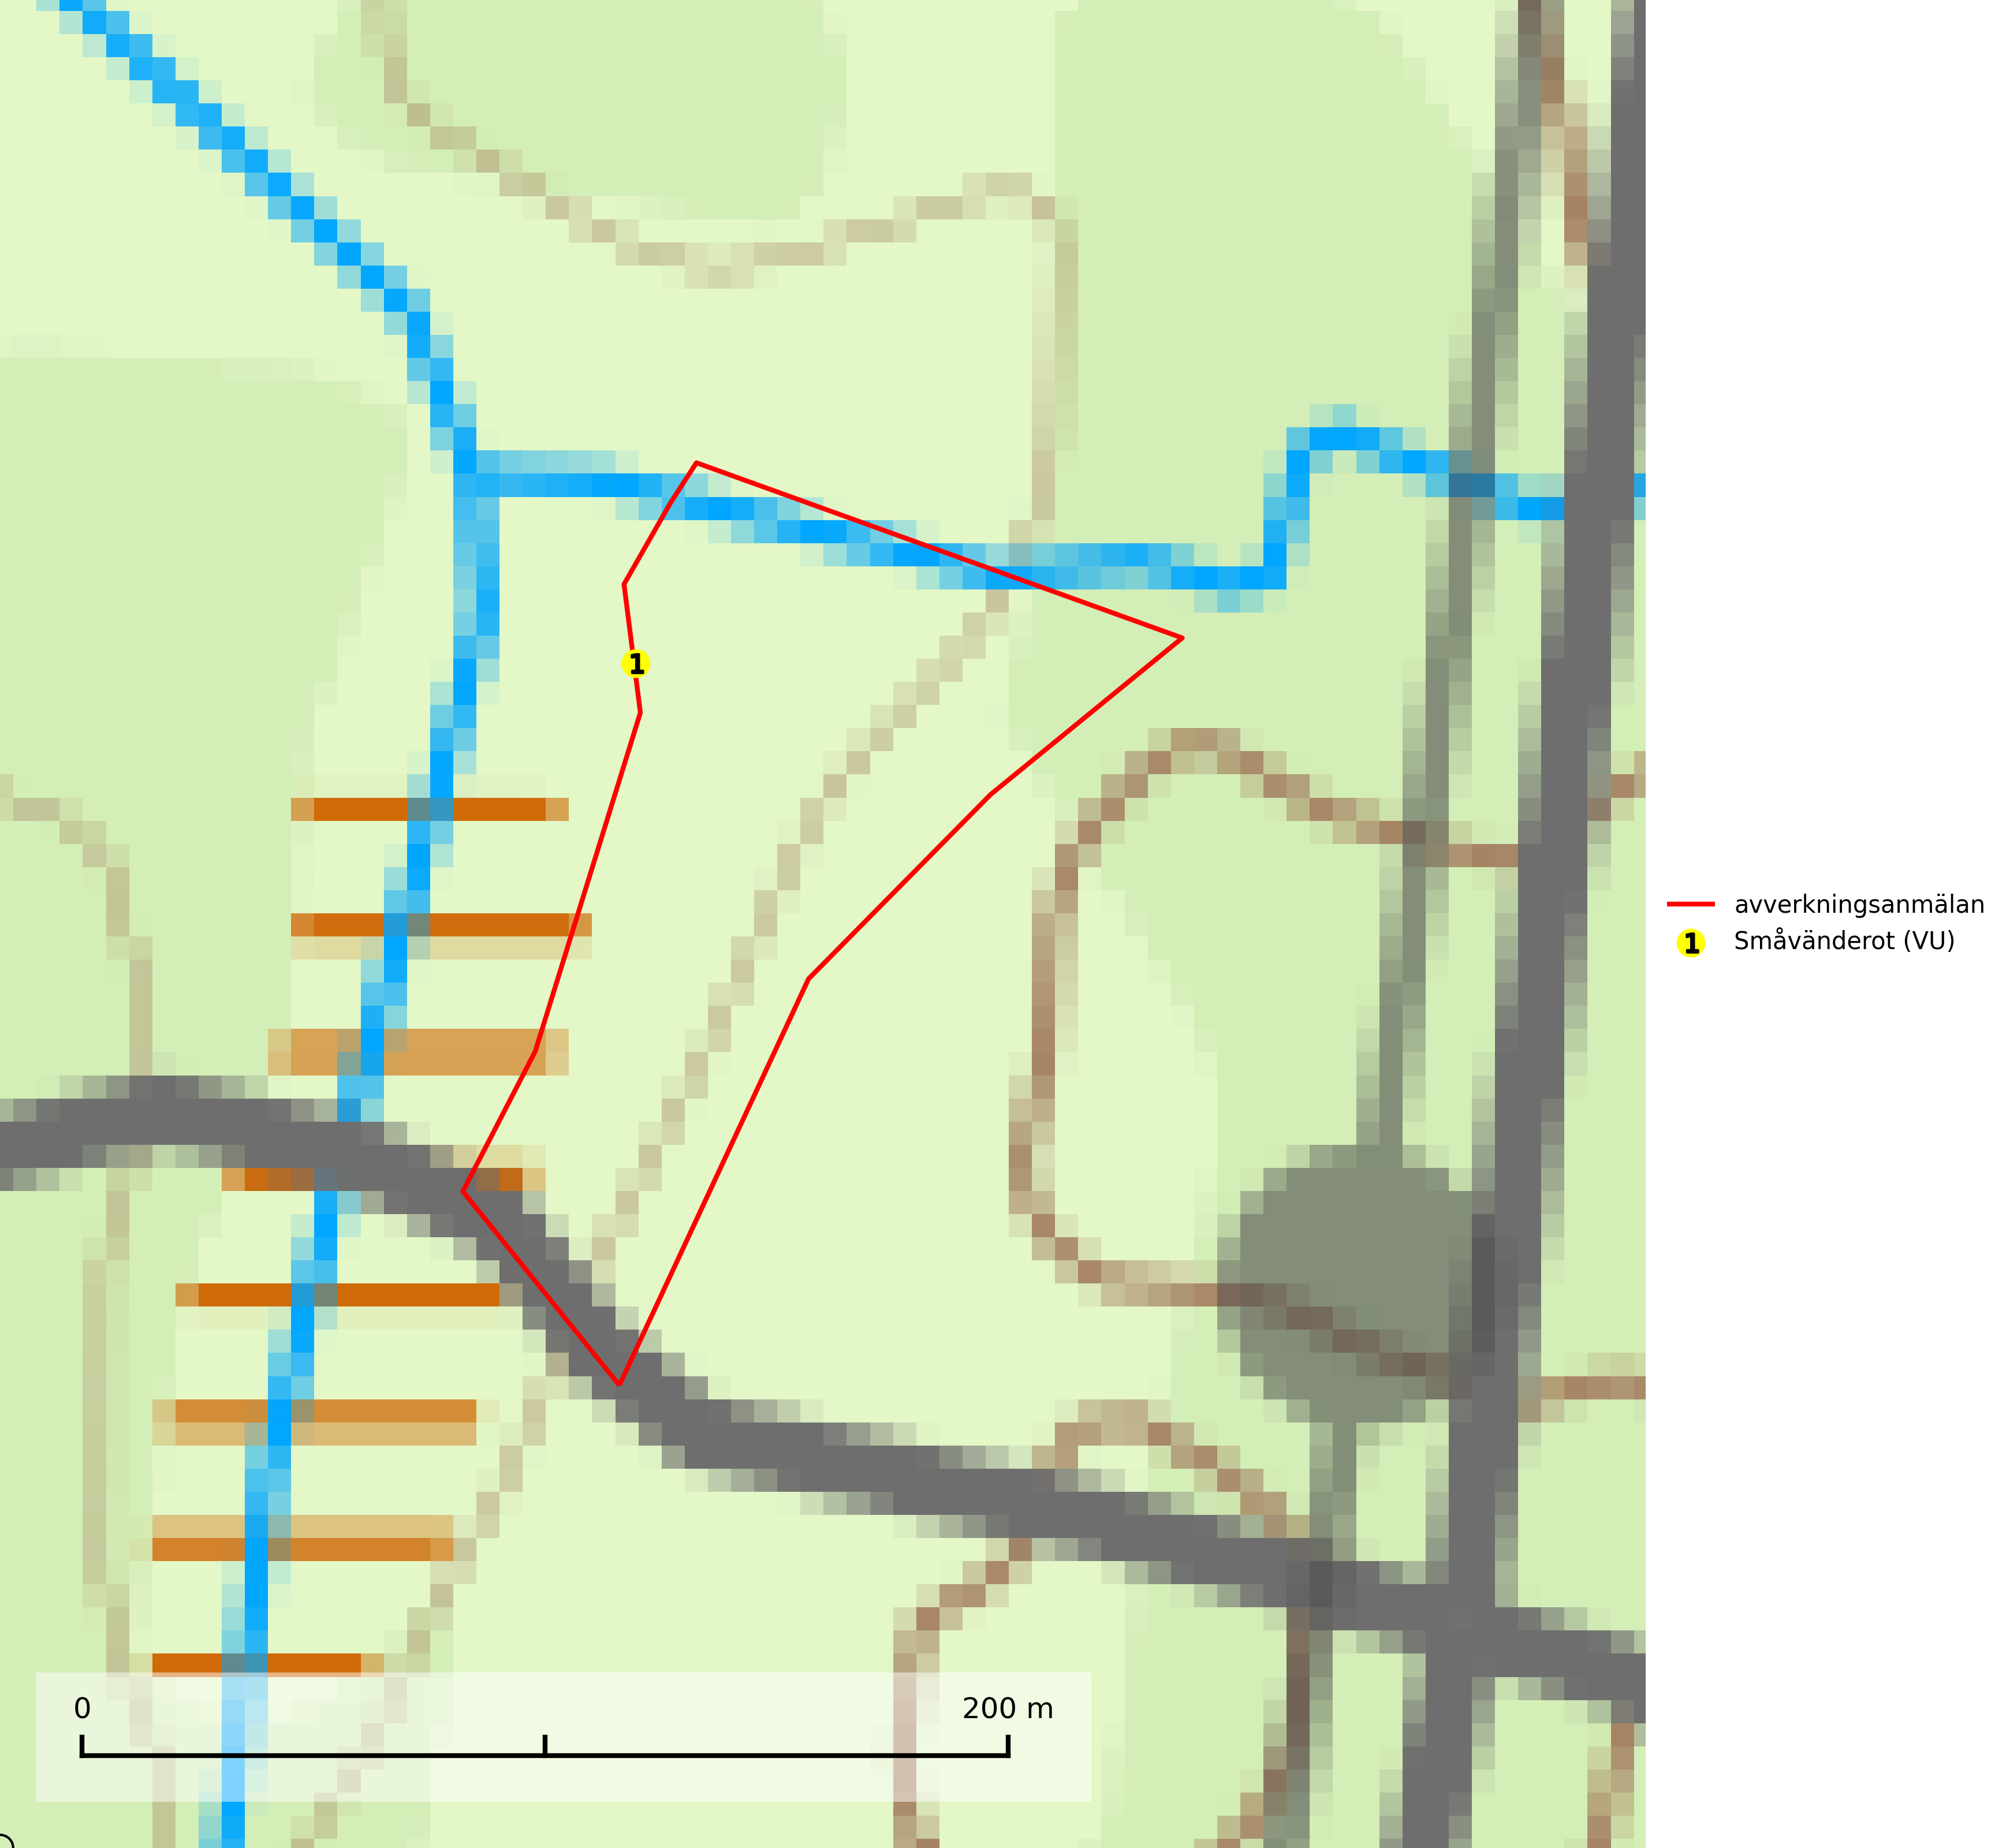 1
avverkningsanmälan
1 Småvänderot (VU)
0 200 m